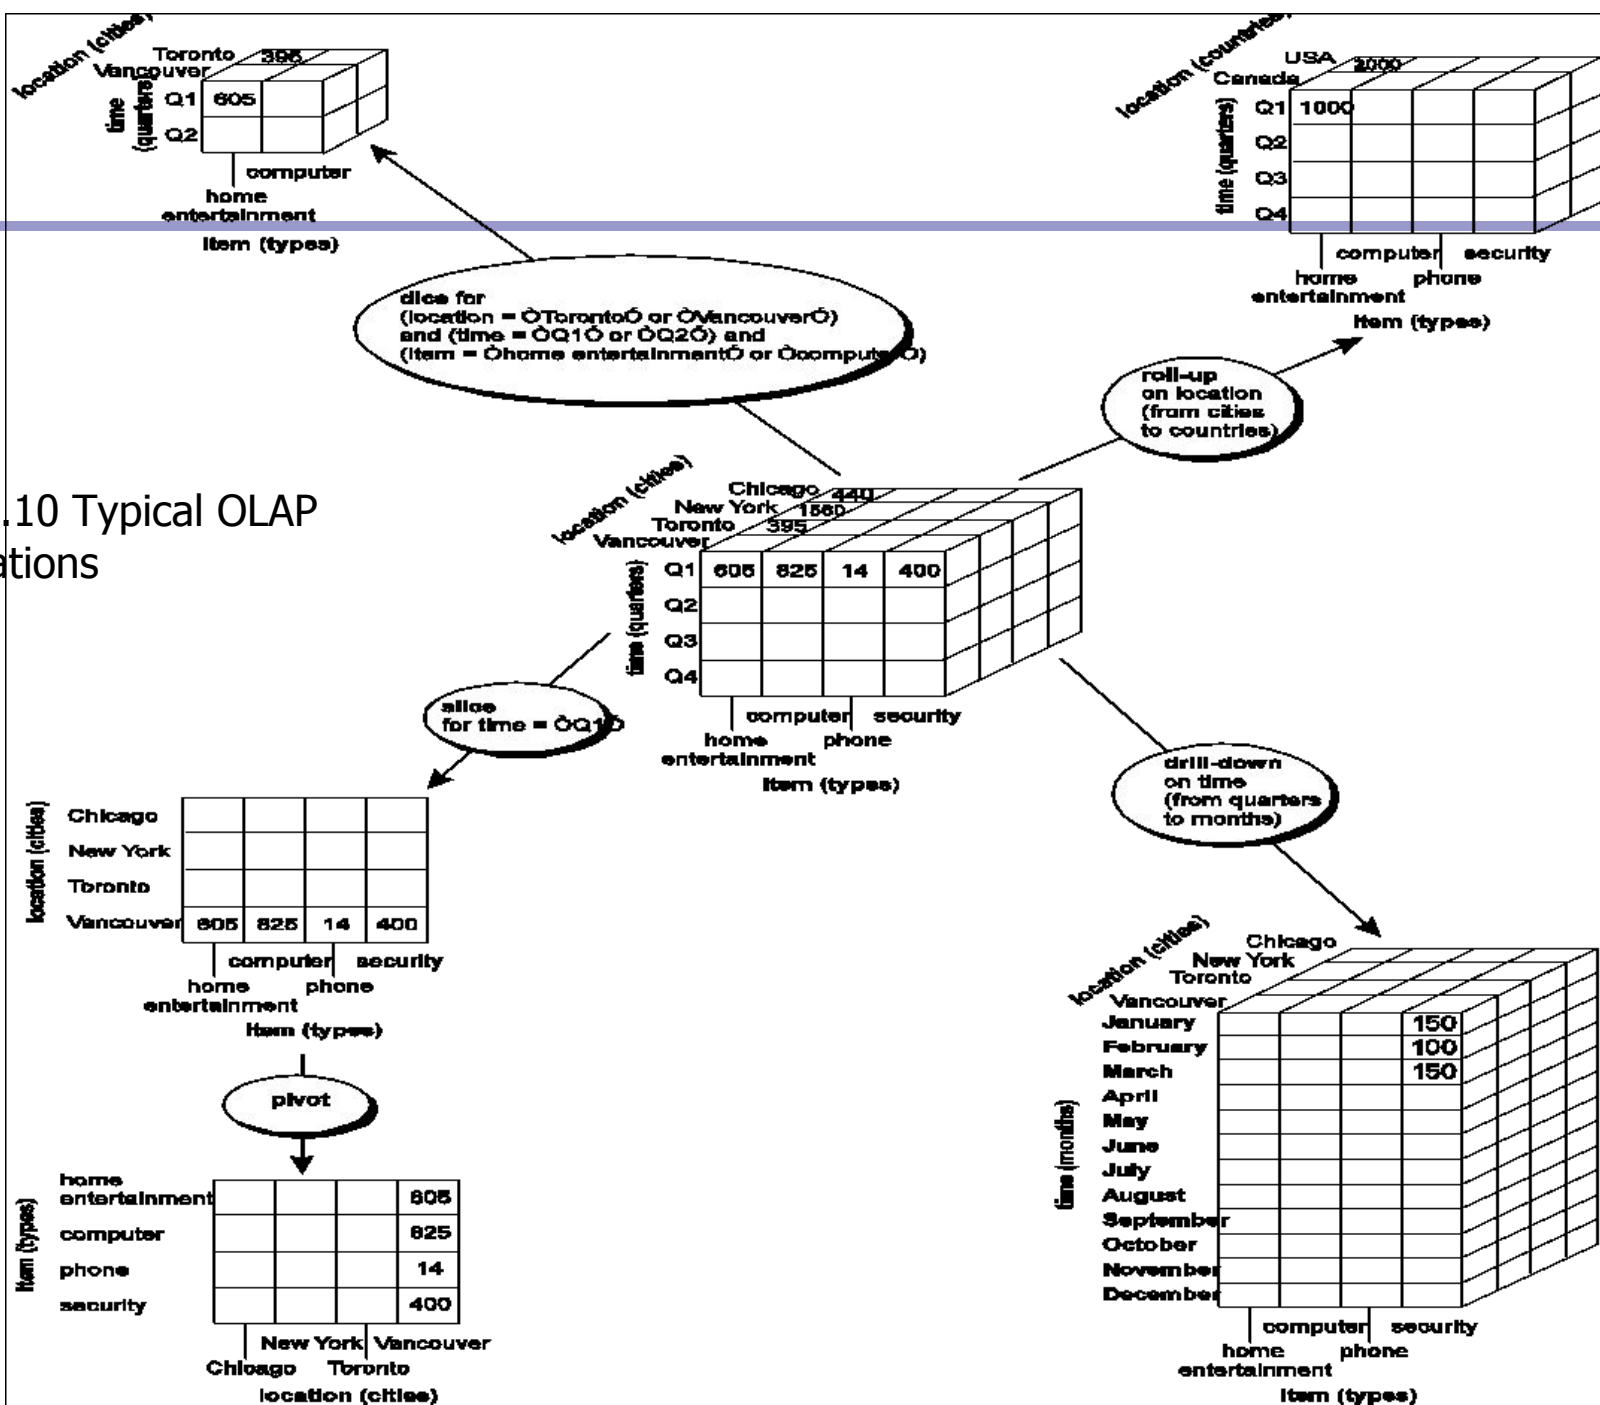 location (cities)
Toronto 395
Vancouver
time (quarters)
Q1 605
Q2
computer
home
entertainment
item (types)
location (countries)
USA 2000
Canada
time (quarters)
Q1 1000
Q2
Q3
Q4
computer security
home phone
entertainment
item (types)
dice for
(location = ÒTorontoÓ or ÒVancouverÓ)
and (time = ÒQ1Ó or ÒQ2Ó) and
(item = Òhome entertainmentÓ or ÒcomputerÓ)
roll-up
on location
(from cities
to countries)
.10 Typical OLAP
ations
location (cities)
Chicago 440
New York 1560
Toronto 395
Vancouver
time (quarters)
Q1 605 825 14 400
Q2
Q3
Q4
computer security
home phone
entertainment
item (types)
slice
for time = ÒQ1Ó
drill-down
on time
(from quarters
to months)
location (cities)
Chicago
New York
Toronto
Vancouver 605 825 14 400
computer security
home phone
entertainment
item (types)
pivot
item (types)
home
entertainment 605
computer 825
phone 14
security 400
New York Vancouver
Chicago Toronto
location (cities)
location (cities)
Chicago
New York
Toronto
Vancouver
time (months)
January 150
February 100
March 150
April
May
June
July
August
September
October
November
December
computer security
home phone
entertainment
item (types)